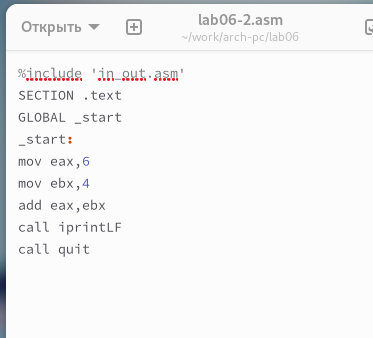 Открыть
lab06-2.asm
~/work/arch-pc/lab06
%include 'in_out.asm'
SECTION .text
GLOBAL _start
_start:
mov eax,6
mov ebx,4
add eax,ebx
call iprintLF
call quit